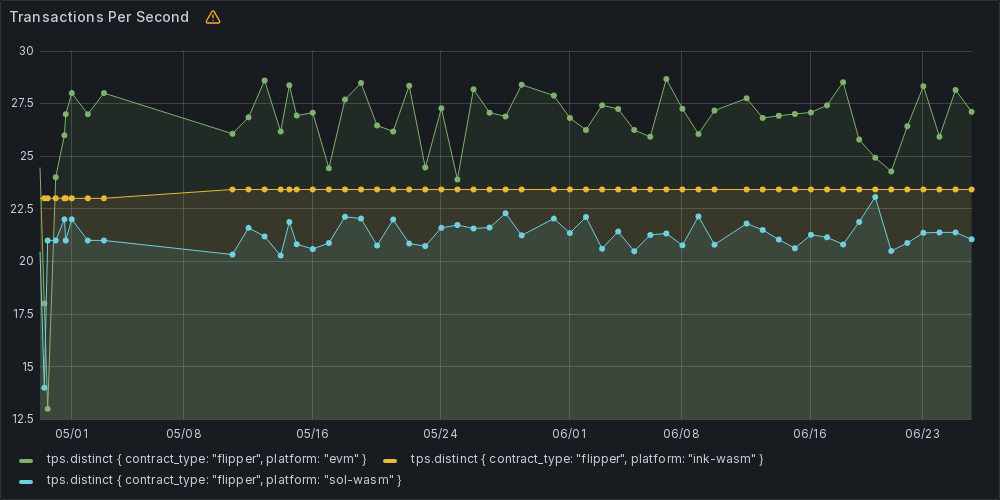 Transactions Per Second
30
27.5
25
22.5
20
17.5
15
12.5
05/01 05/08 05/16 05/24 06/01 06/08 06/16 06/23
tps.distinct { contract_type: "flipper", platform: "evm" } tps.distinct { contract_type: "flipper", platform: "ink-wasm" }
tps.distinct { contract_type: "flipper", platform: "sol-wasm" }